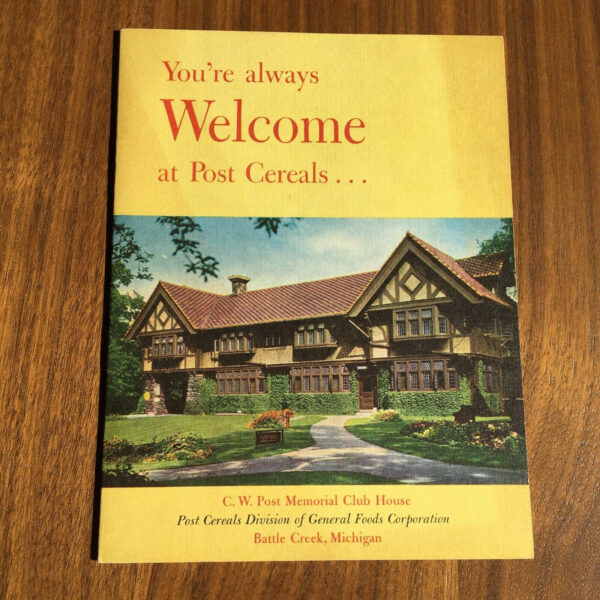 You're always
Welcome
at Post Cereals . . .
C. W. Post Memorial Club House
Post Cereals Division of General Foods Corporation
Battle Creek, Michigan